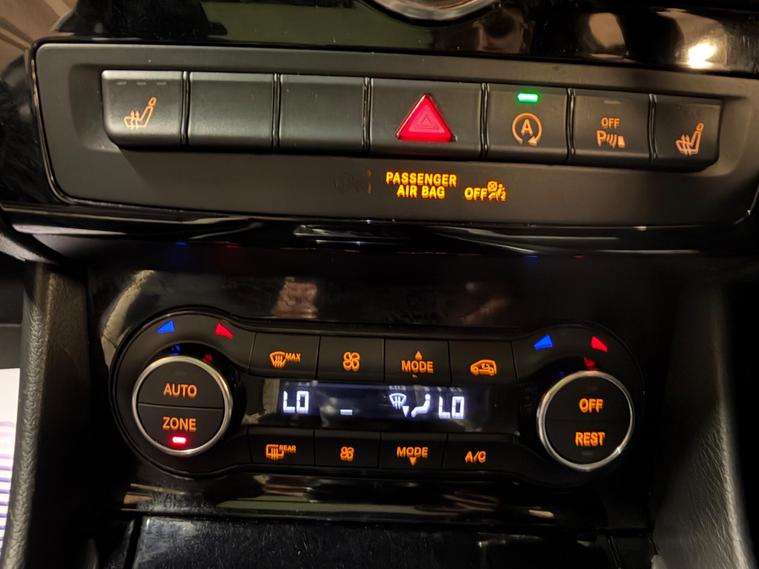 A
OFF
P
PASSENGER
AIR BAG
OFF
MAX
MODE
AUTO
ZONE
LO
LO
OFF
REST
REAR
MODE
A/C